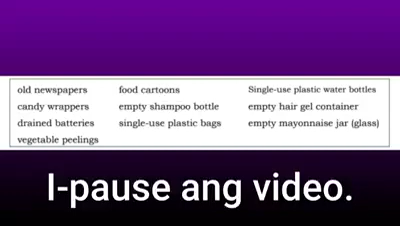 old newspapers food cartoons Single-use plastic water bottles
candy wrappers empty shampoo bottle empty hair gel container
drained batteries single-use plastic bags empty mayonnaise jar (glass)
vegetable peelings
I-pause ang video.